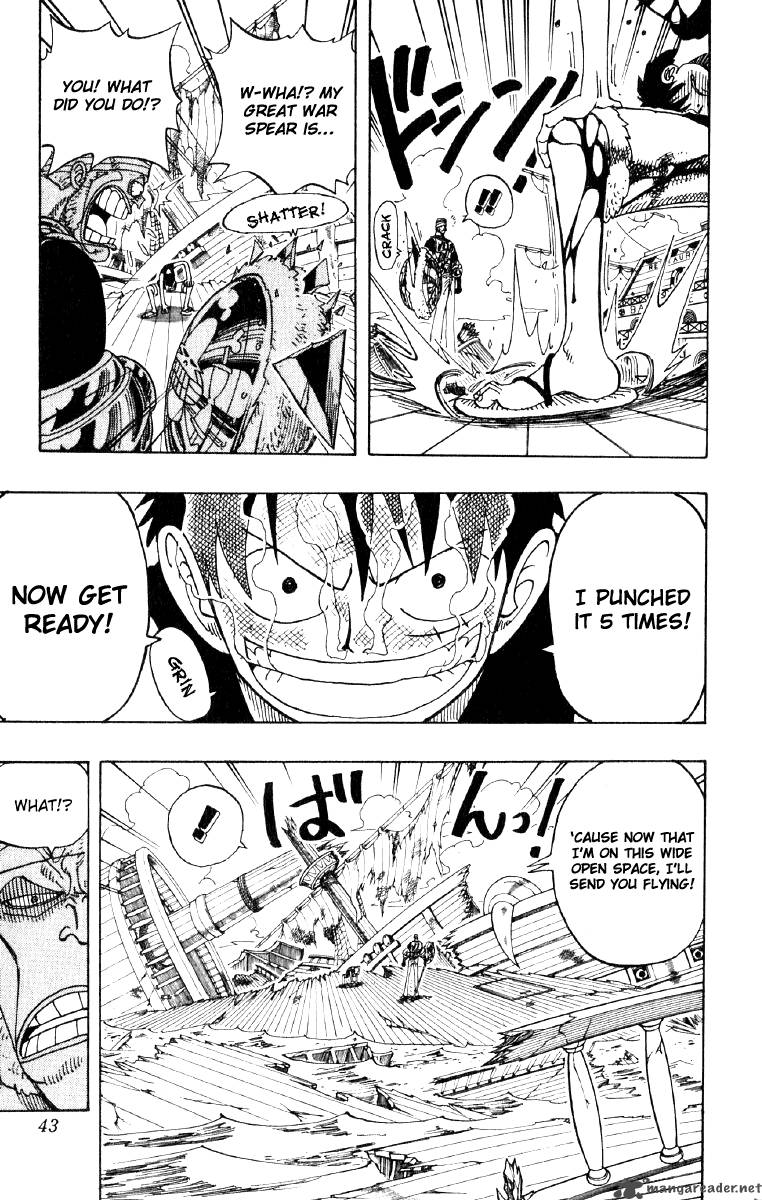 ドンン!!
!!
CRACK
W-WHA!? MY
GREAT WAR
SPEAR IS...
YOU! WHAT
DID YOU DO!?
SHATTER!
I PUNCHED
IT 5 TIMES!
NOW GET
READY!
GRIN
'CAUSE NOW THAT
I'M ON THIS WIDE
OPEN SPACE, I'LL
SEND YOU FLYING!
ばんっ!
!!
WHAT!?
43
mangareader.net